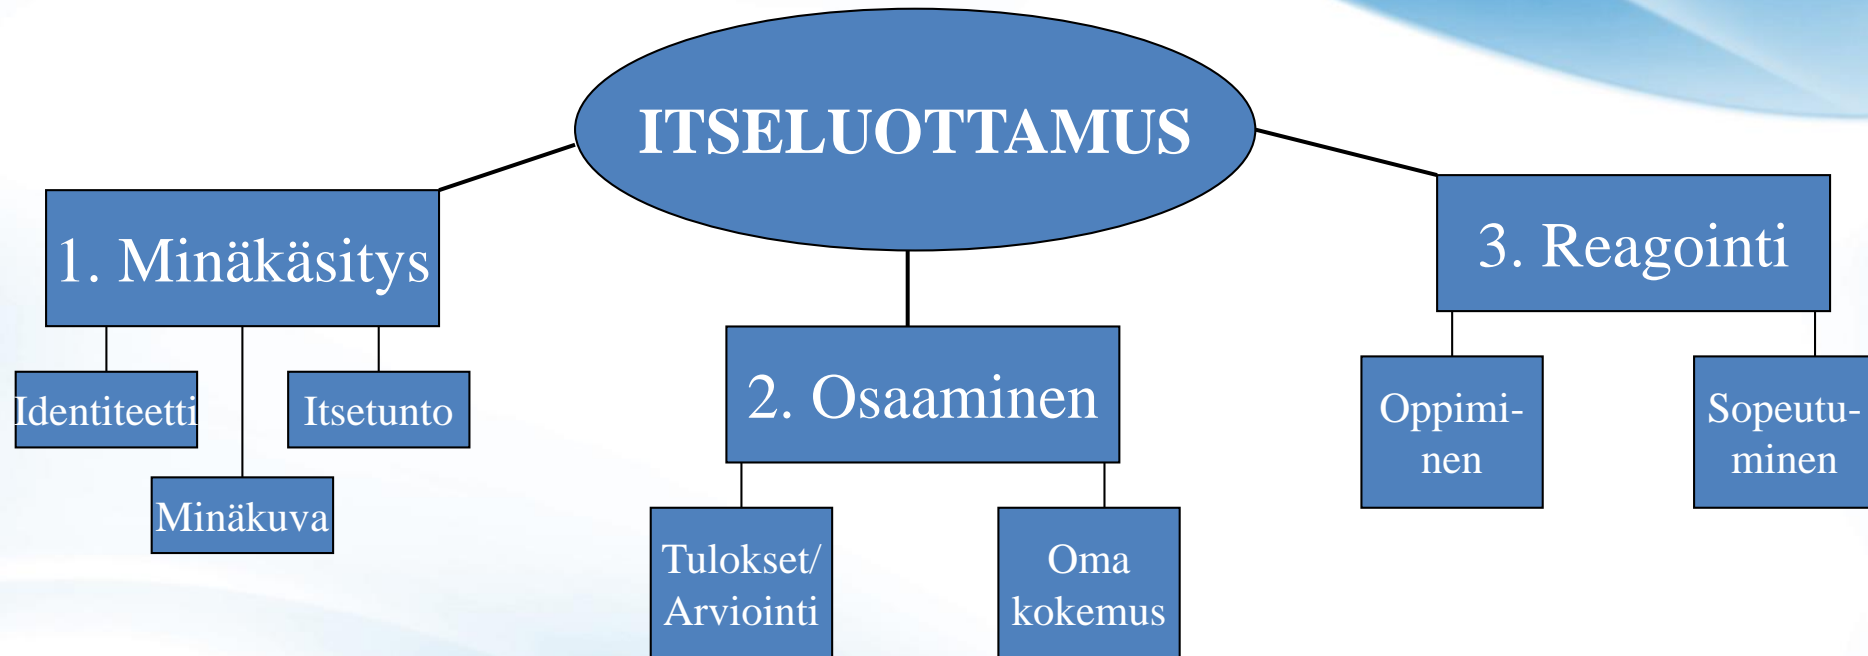 ITSELUOTTAMUS
1. Minäkäsitys
Identiteetti
Itsetunto
Minäkuva
2. Osaaminen
Tulokset/
Arviointi
Oma
kokemus
3. Reagointi
Oppimi-
nen
Sopeutu-
minen